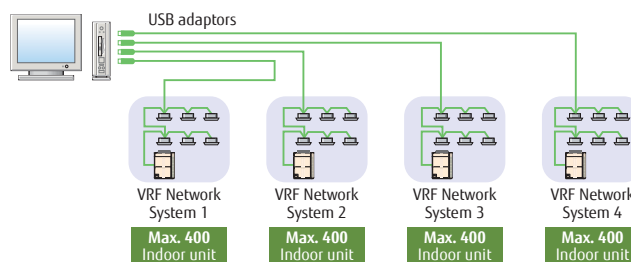 USB adaptors
VRF Network
System 1
Max. 400
Indoor unit
VRF Network
System 2
Max. 400
Indoor unit
VRF Network
System 3
Max. 400
Indoor unit
VRF Network
System 4
Max. 400
Indoor unit